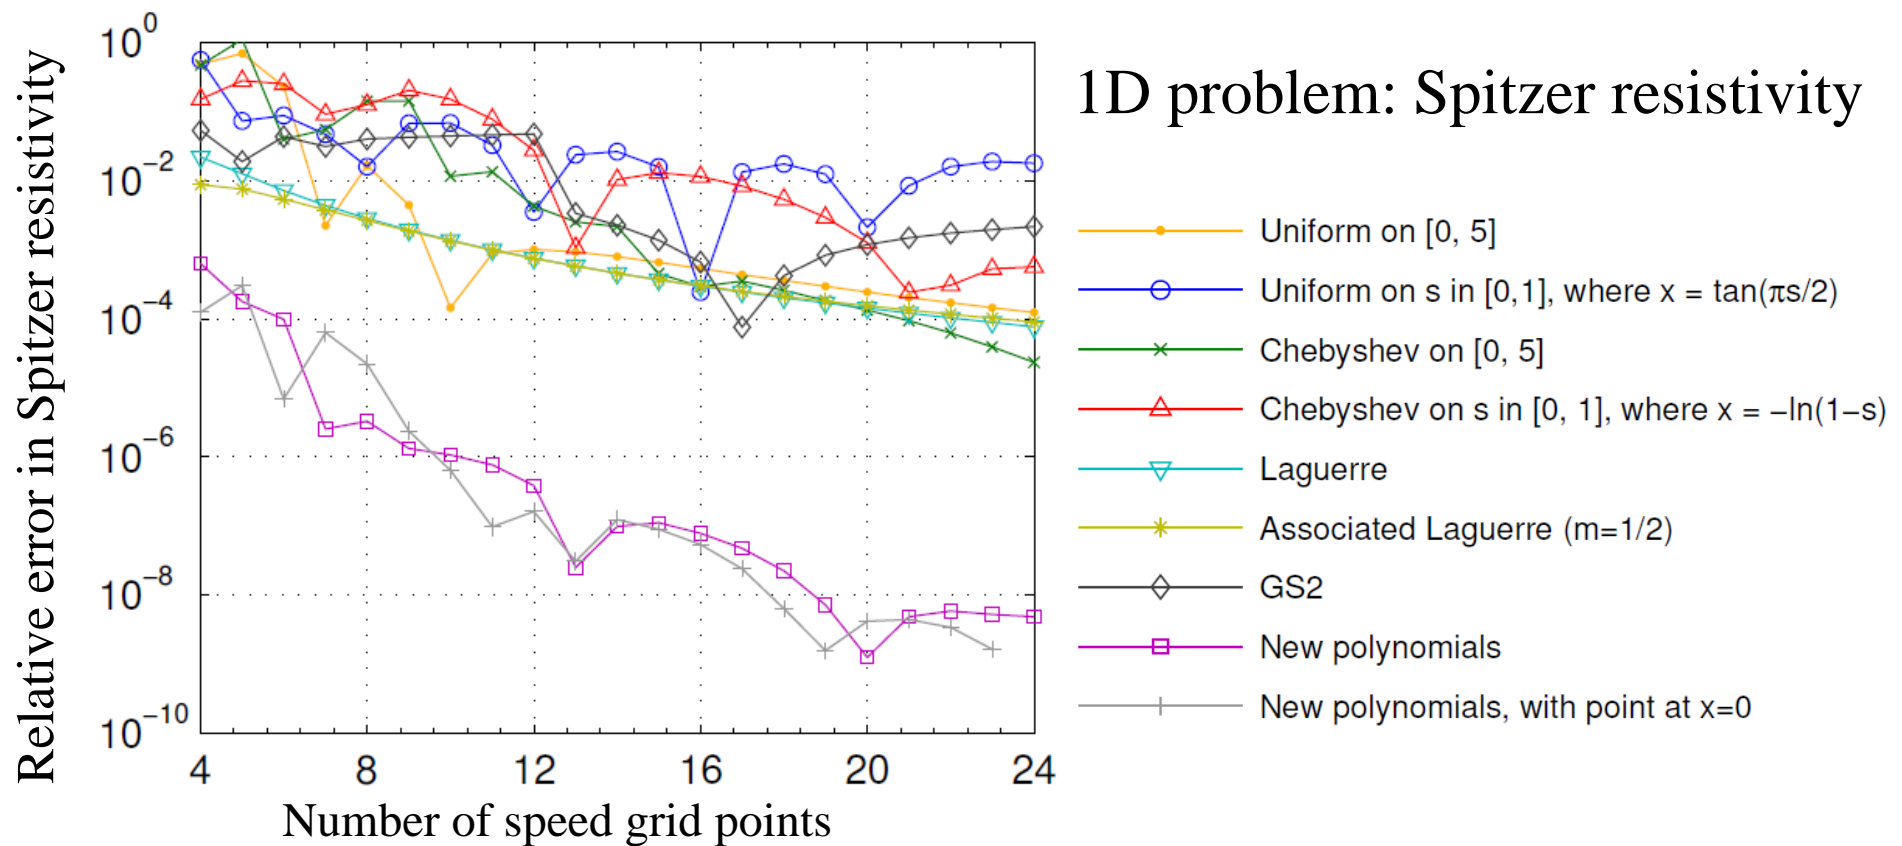 1D problem: Spitzer resistivity
Relative error in Spitzer resistivity
10^0
10^−2
10^−4
10^−6
10^−8
10^−10
4 8 12 16 20 24
Number of speed grid points
Uniform on [0, 5]
Uniform on s in [0,1], where x = tan(πs/2)
Chebyshev on [0, 5]
Chebyshev on s in [0, 1], where x = −ln(1−s)
Laguerre
Associated Laguerre (m=1/2)
GS2
New polynomials
New polynomials, with point at x=0